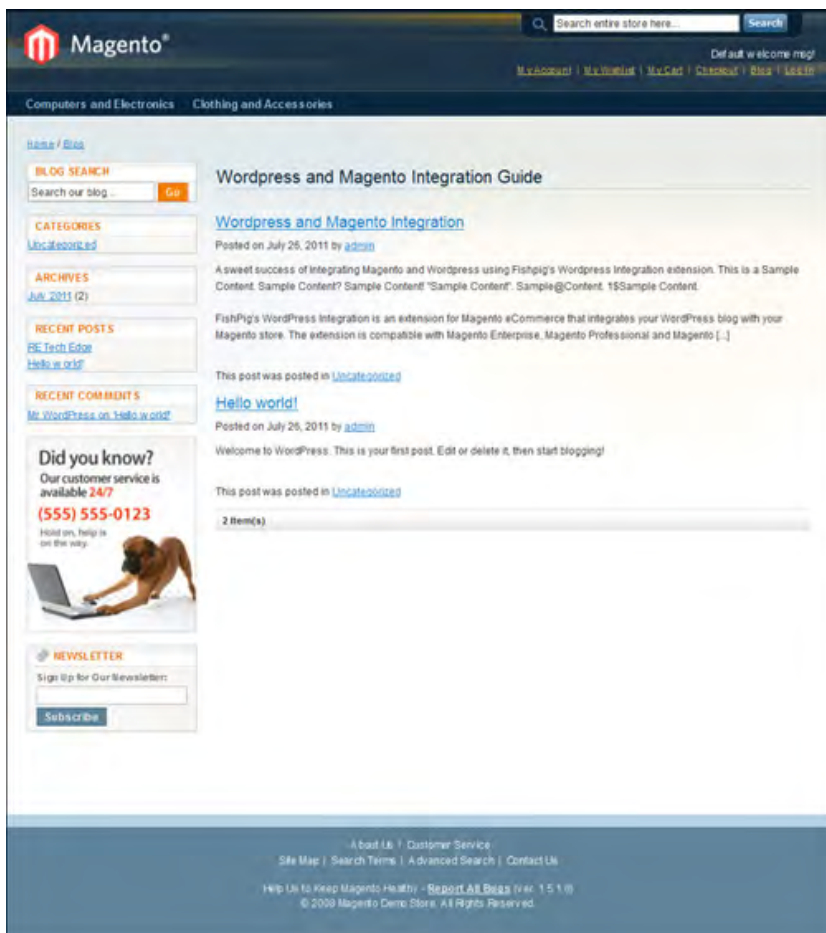 Magento®
Search entire store here...
Search
Default welcome msg!
My Account | My Wishlist | My Cart | Checkout | Blog | Log In
Computers and Electronics Clothing and Accessories
Home / Blog
BLOG SEARCH
Search our blog...
Go
CATEGORIES
Uncategorized
ARCHIVES
July 2011 (2)
RECENT POSTS
RE Tech Edge
Hello world!
RECENT COMMENTS
Mr WordPress on 'Hello world!'
Did you know?
Our customer service is
available 24/7
(555) 555-0123
Hold on, help is
on the way.
NEWSLETTER
Sign Up for Our Newsletter:
Subscribe
Wordpress and Magento Integration Guide
Wordpress and Magento Integration
Posted on July 26, 2011 by admin
A sweet success of Integrating Magento and Wordpress using Fishpig's Wordpress Integration extension. This is a Sample
Content. Sample Content? Sample Content! "Sample Content". Sample@Content. 1$Sample Content.
FishPig's WordPress Integration is an extension for Magento eCommerce that integrates your WordPress blog with your
Magento store. The extension is compatible with Magento Enterprise, Magento Professional and Magento [...]
This post was posted in Uncategorized
Hello world!
Posted on July 26, 2011 by admin
Welcome to WordPress. This is your first post. Edit or delete it, then start blogging!
This post was posted in Uncategorized
2 Item(s)
About Us | Customer Service
Site Map | Search Terms | Advanced Search | Contact Us
Help Us to Keep Magento Healthy - Report All Bugs (ver. 1.5.1.0)
© 2008 Magento Demo Store. All Rights Reserved.